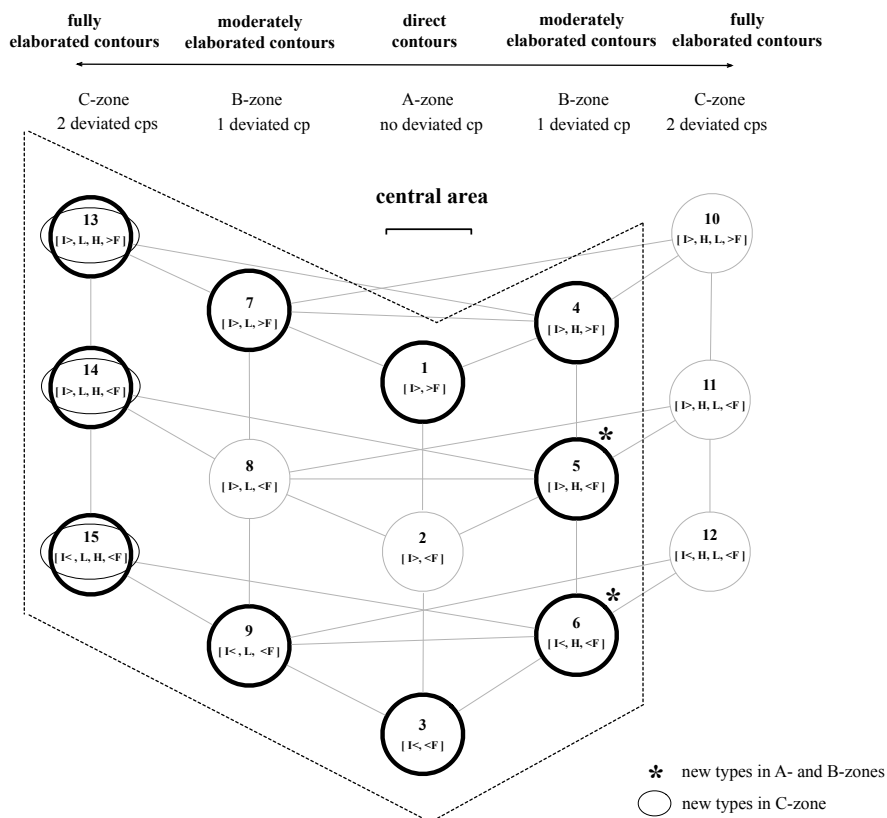 fully
elaborated contours
moderately
elaborated contours
direct
contours
moderately
elaborated contours
fully
elaborated contours
C-zone
2 deviated cps
B-zone
1 deviated cp
A-zone
no deviated cp
B-zone
1 deviated cp
C-zone
2 deviated cps
central area
13
[ I>, L, H, >F]
10
[ I>, H, L, >F]
7
[ I>, L, >F]
4
[ I>, H, >F]
1
[ I>, >F]
14
[ I>, L, H, <F]
11
[ I>, H, L, <F]
*
8
[ I>, L, <F]
5
[ I>, H, <F]
2
[ I>, <F]
15
[ I< , L, H, <F]
12
[ I<, H, L, <F]
*
9
[ I< , L, <F]
6
[ I<, H, <F]
3
[ I<, <F]
* new types in A- and B-zones
new types in C-zone